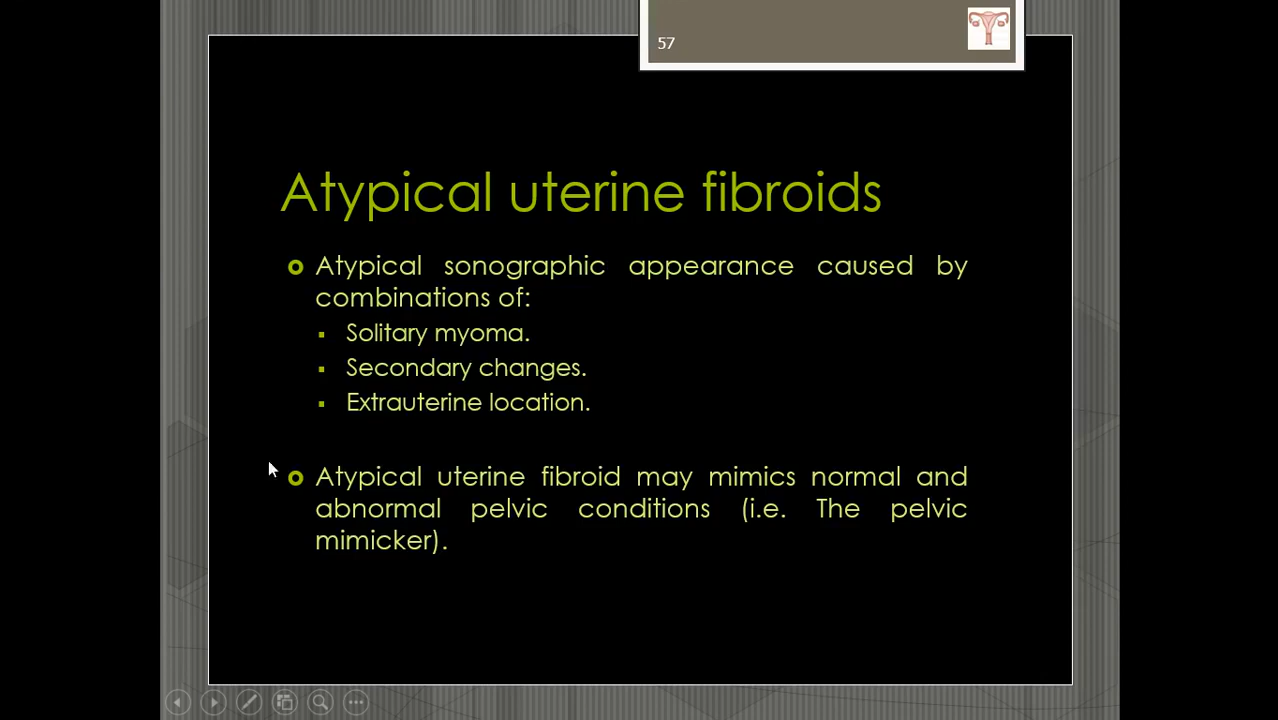 57
Atypical uterine fibroids
Atypical sonographic appearance caused by
combinations of:
Solitary myoma.
Secondary changes.
Extrauterine location.
Atypical uterine fibroid may mimics normal and
abnormal pelvic conditions (i.e. The pelvic
mimicker).